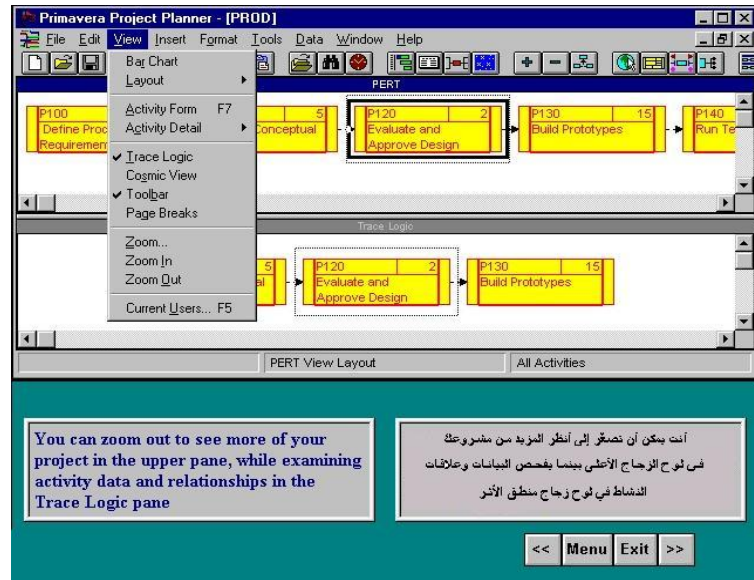 Primavera Project Planner - [PROD]
File Edit View Insert Format Tools Data Window Help
Bar Chart
Layout
Activity Form F7
Activity Detail
Trace Logic
Cosmic View
Toolbar
Page Breaks
Zoom...
Zoom In
Zoom Out
Current Users... F5
PERT
P100 5 P120 2 P130 15 P140
Define Proc Conceptual Evaluate and Build Prototypes Run Te
Requiremen Approve Design
Trace Logic
5 P120 2 P130 15
al Evaluate and Build Prototypes
Approve Design
PERT View Layout All Activities
You can zoom out to see more of your
project in the upper pane, while examining
activity data and relationships in the
Trace Logic pane
أنت يمكن أن تصغّر إلى أنظر المزيد من مشروعك
في لوح الزجاج الأعلى بينما يفحص البيانات وعلاقات
النشاط في لوح زجاج منطق الأثر
<< Menu Exit >>